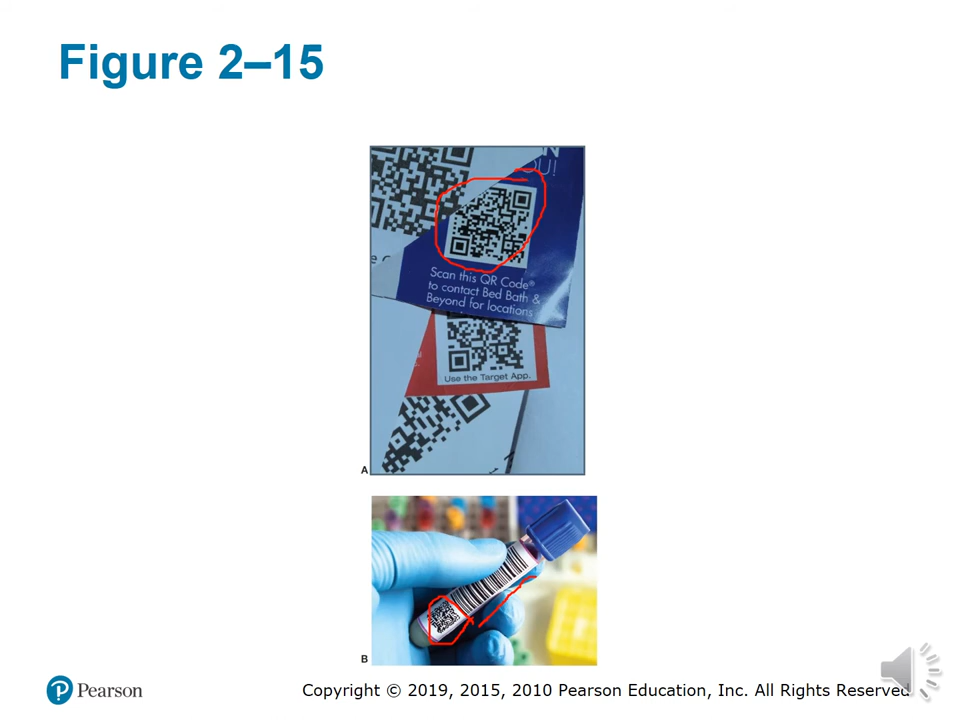 Figure 2–15
OU!
Scan this QR Code®
to contact Bed Bath &
Beyond for locations
Use the Target App.
A
B
Pearson
Copyright © 2019, 2015, 2010 Pearson Education, Inc. All Rights Reserved